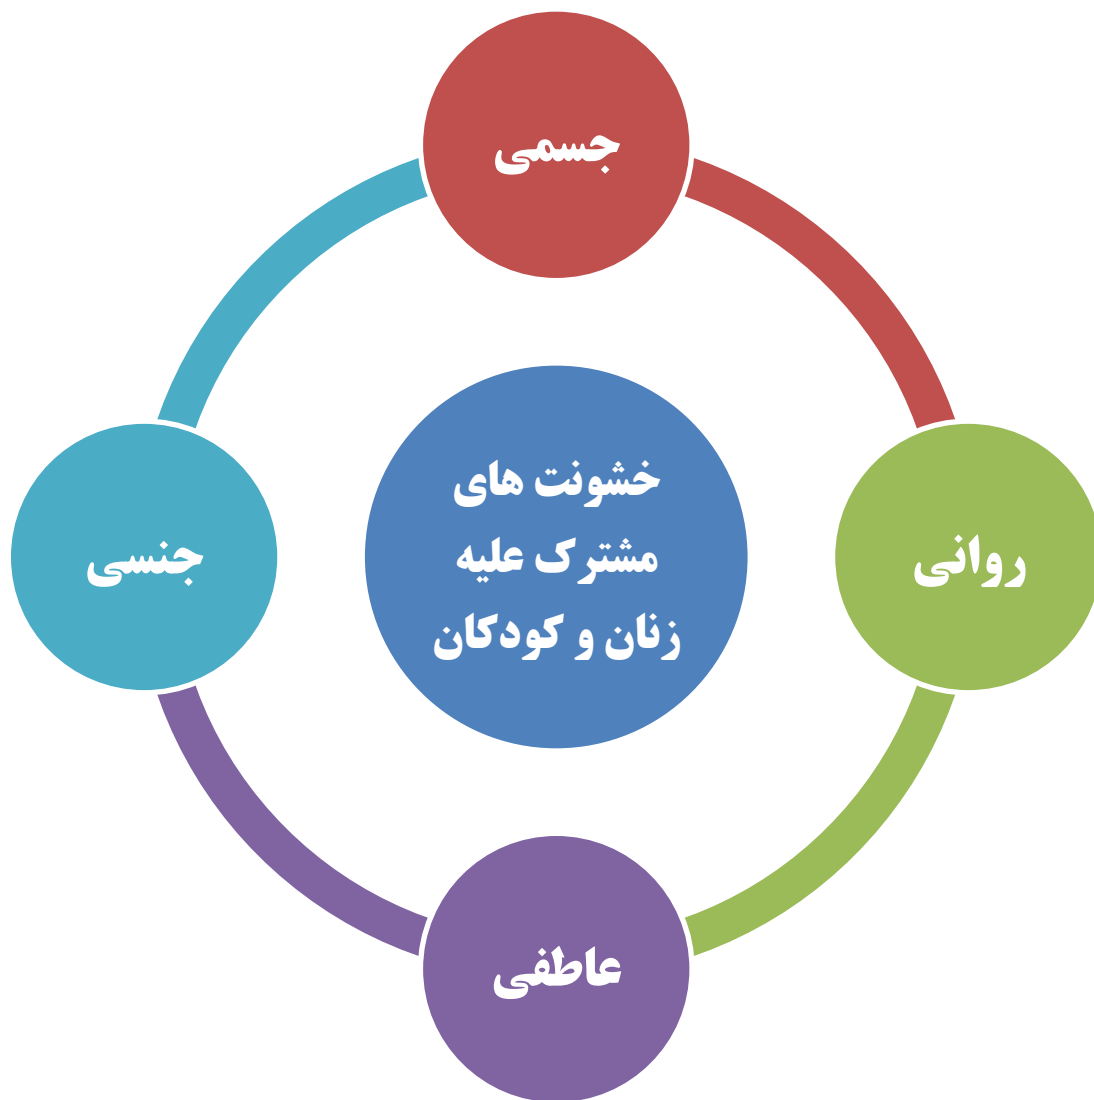 جسمی
خشونت های
مشترک علیه
زنان و کودکان
روانی
جنسی
عاطفی